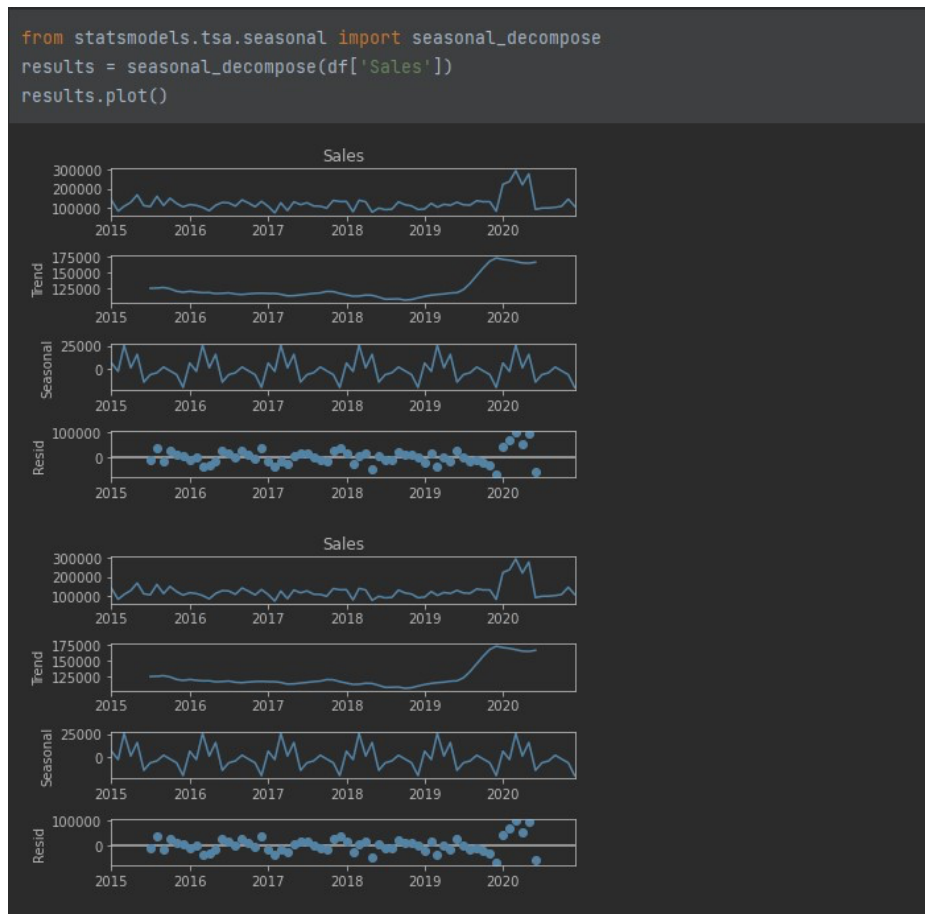 from statsmodels.tsa.seasonal import seasonal_decompose
results = seasonal_decompose(df['Sales'])
results.plot()
Sales
300000
200000
100000
2015 2016 2017 2018 2019 2020
Trend
175000
150000
125000
2015 2016 2017 2018 2019 2020
Seasonal
25000
0
2015 2016 2017 2018 2019 2020
Resid
100000
0
2015 2016 2017 2018 2019 2020
Sales
300000
200000
100000
2015 2016 2017 2018 2019 2020
Trend
175000
150000
125000
2015 2016 2017 2018 2019 2020
Seasonal
25000
0
2015 2016 2017 2018 2019 2020
Resid
100000
0
2015 2016 2017 2018 2019 2020